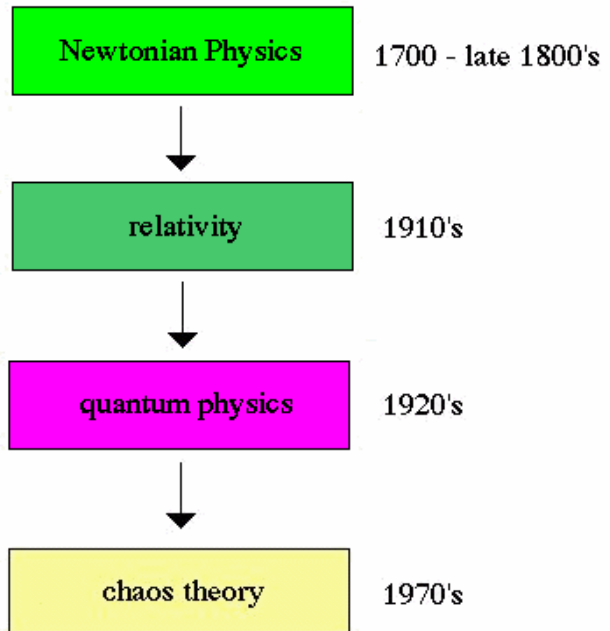 Newtonian Physics 1700 - late 1800's
relativity 1910's
quantum physics 1920's
chaos theory 1970's